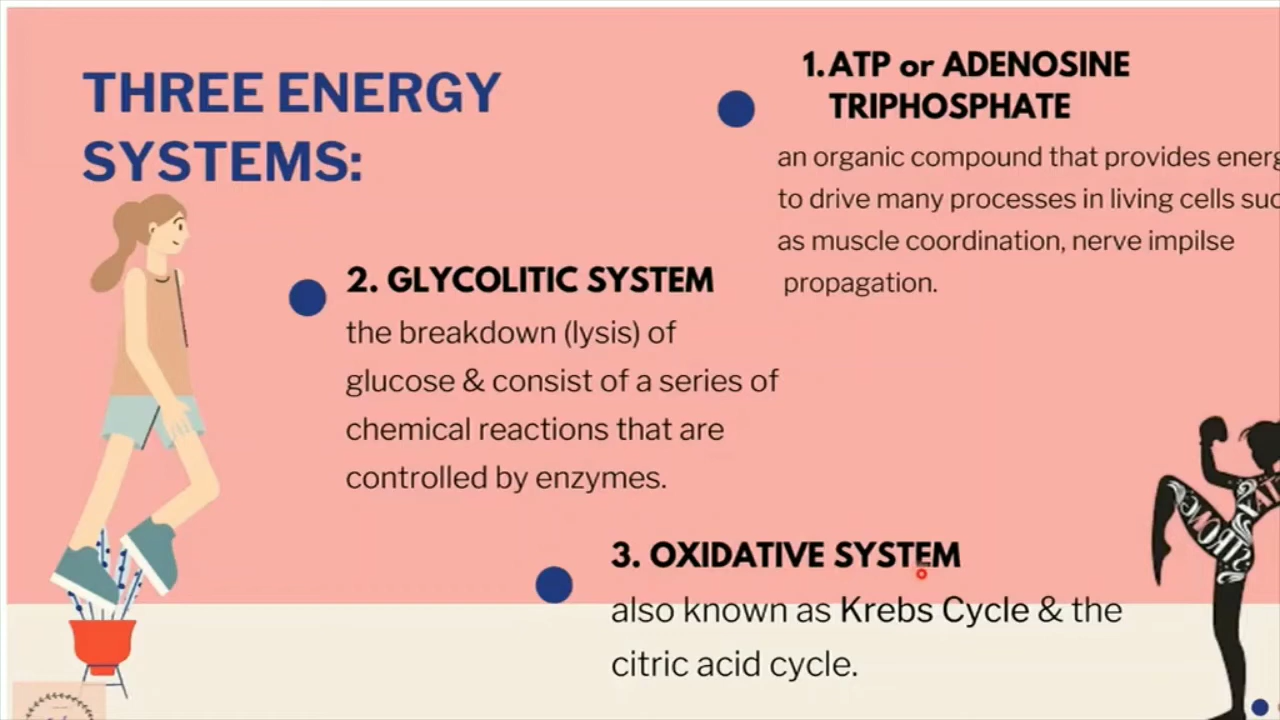 THREE ENERGY
SYSTEMS:
1. ATP or ADENOSINE
TRIPHOSPHATE
an organic compound that provides energ
to drive many processes in living cells suc
as muscle coordination, nerve impilse
propagation.
2. GLYCOLITIC SYSTEM
the breakdown (lysis) of
glucose & consist of a series of
chemical reactions that are
controlled by enzymes.
3. OXIDATIVE SYSTEM
also known as Krebs Cycle & the
citric acid cycle.